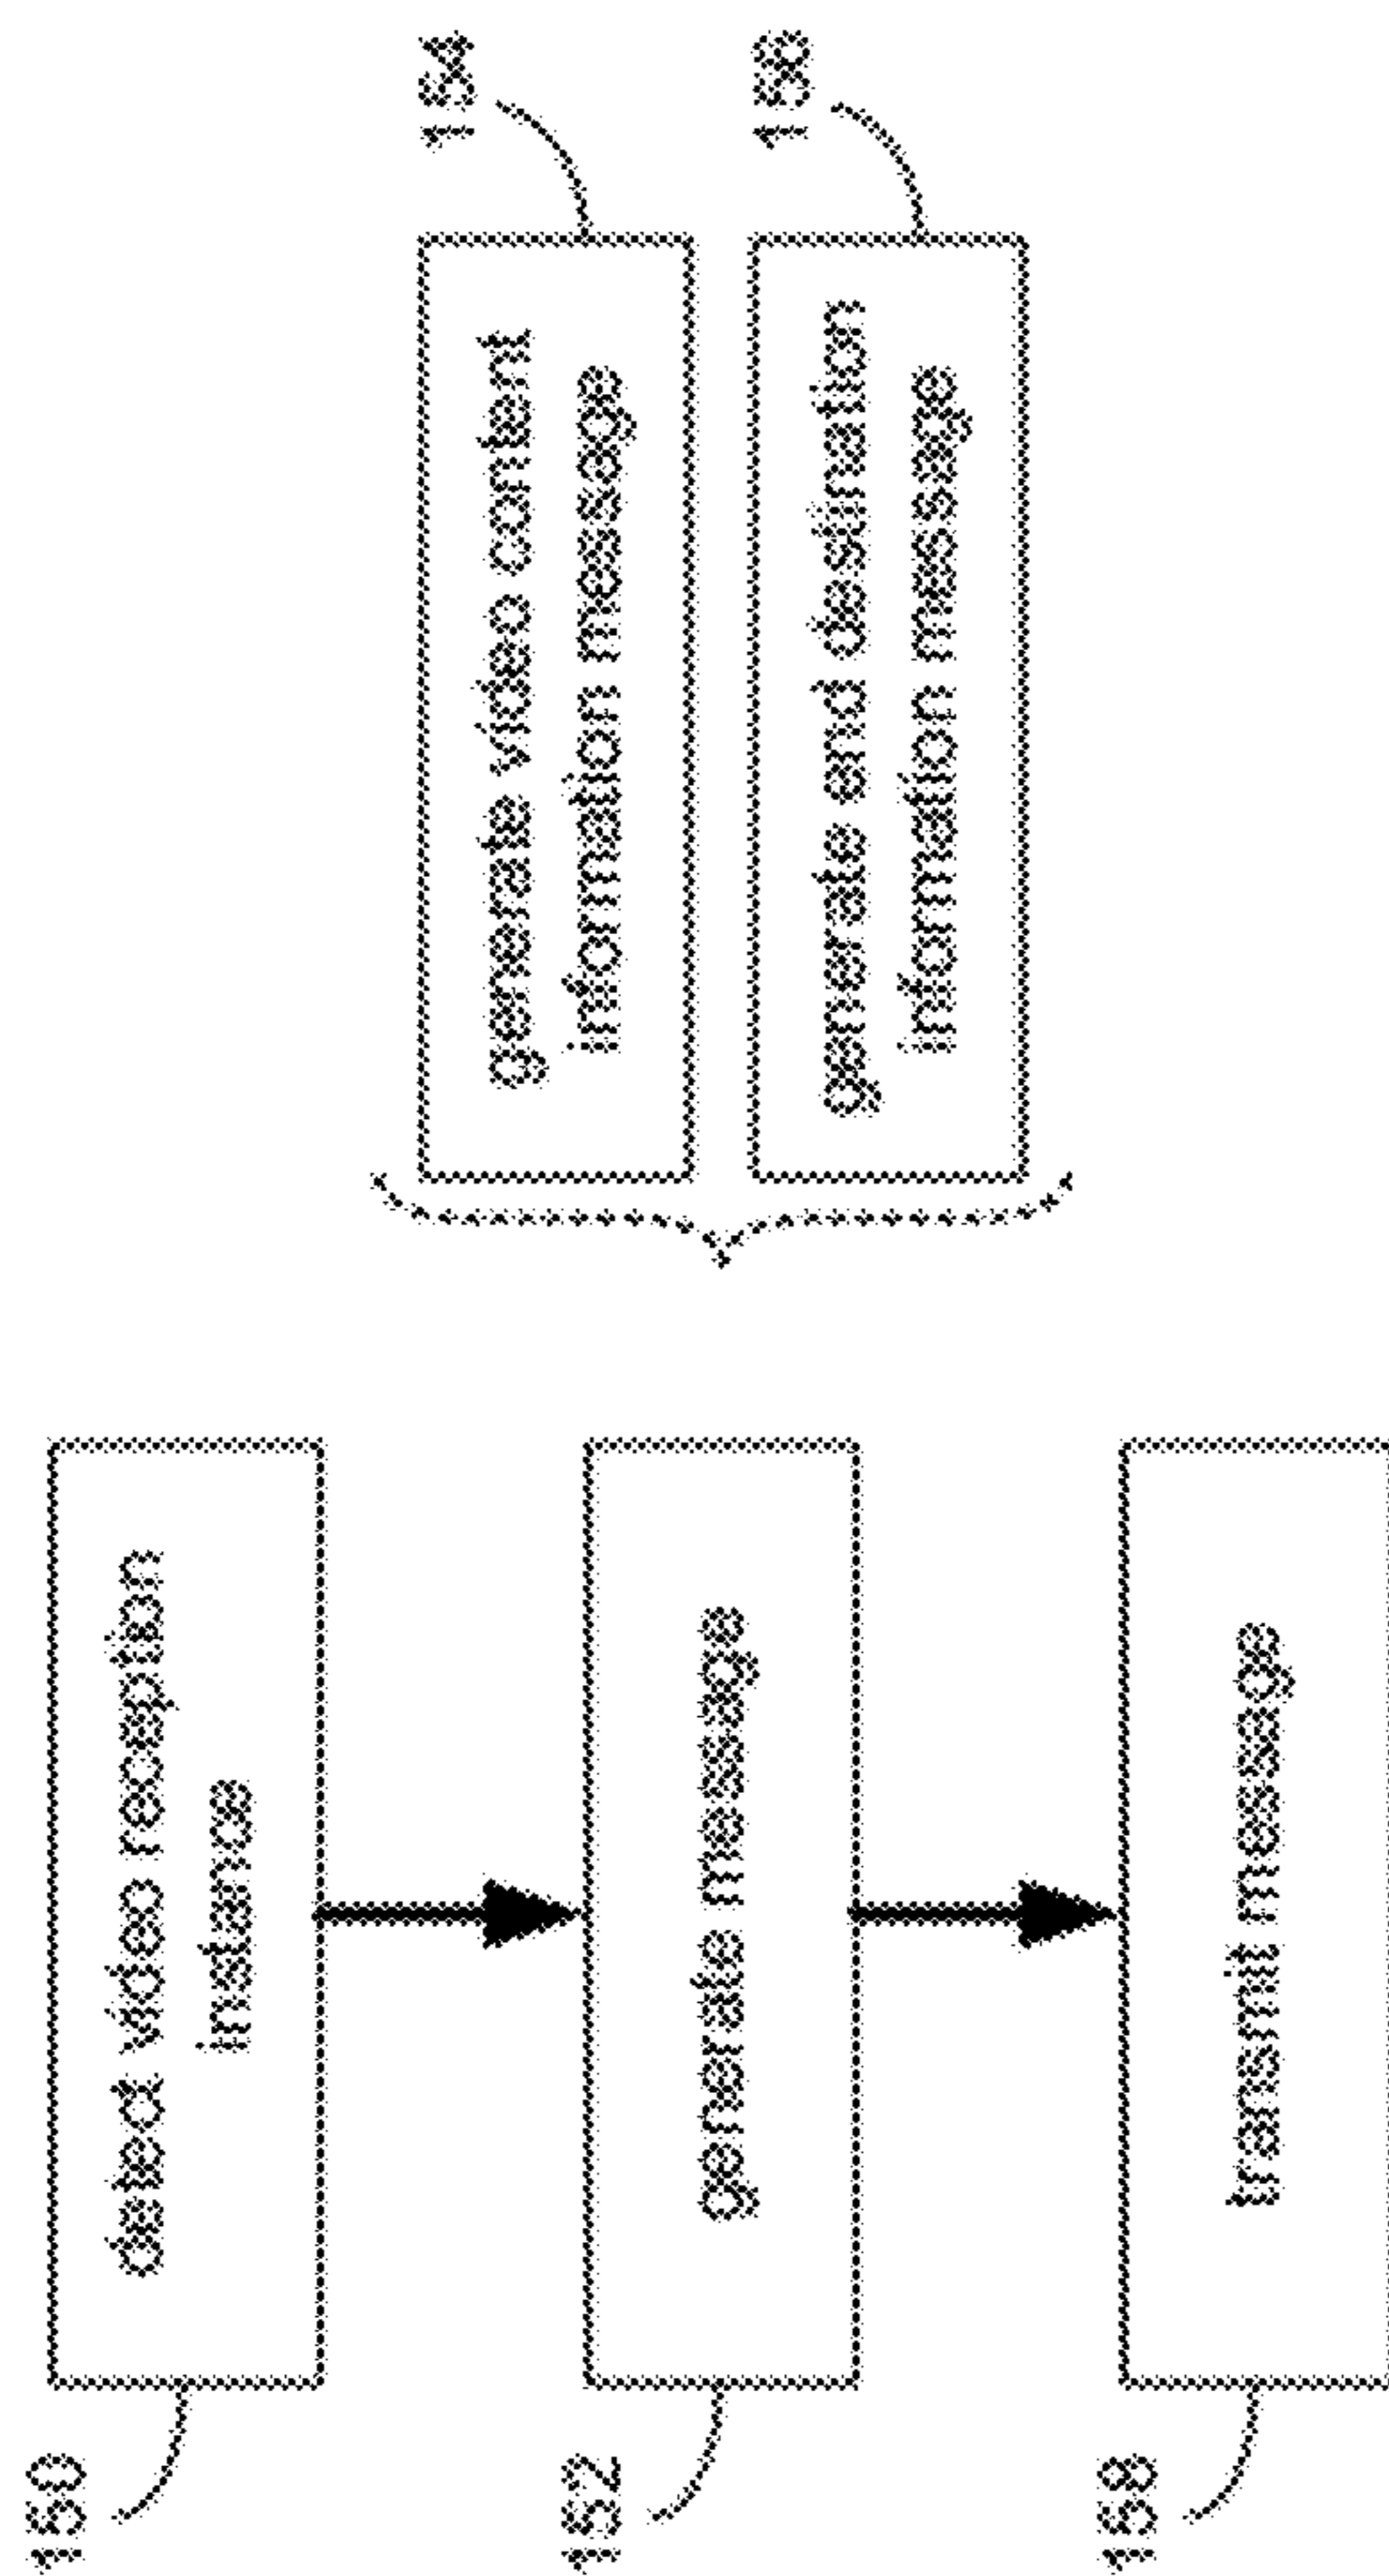 150
detect video reception
instance
152
generate message
generate video content
information message
154
generate end destination
information message
156
158
transmit message